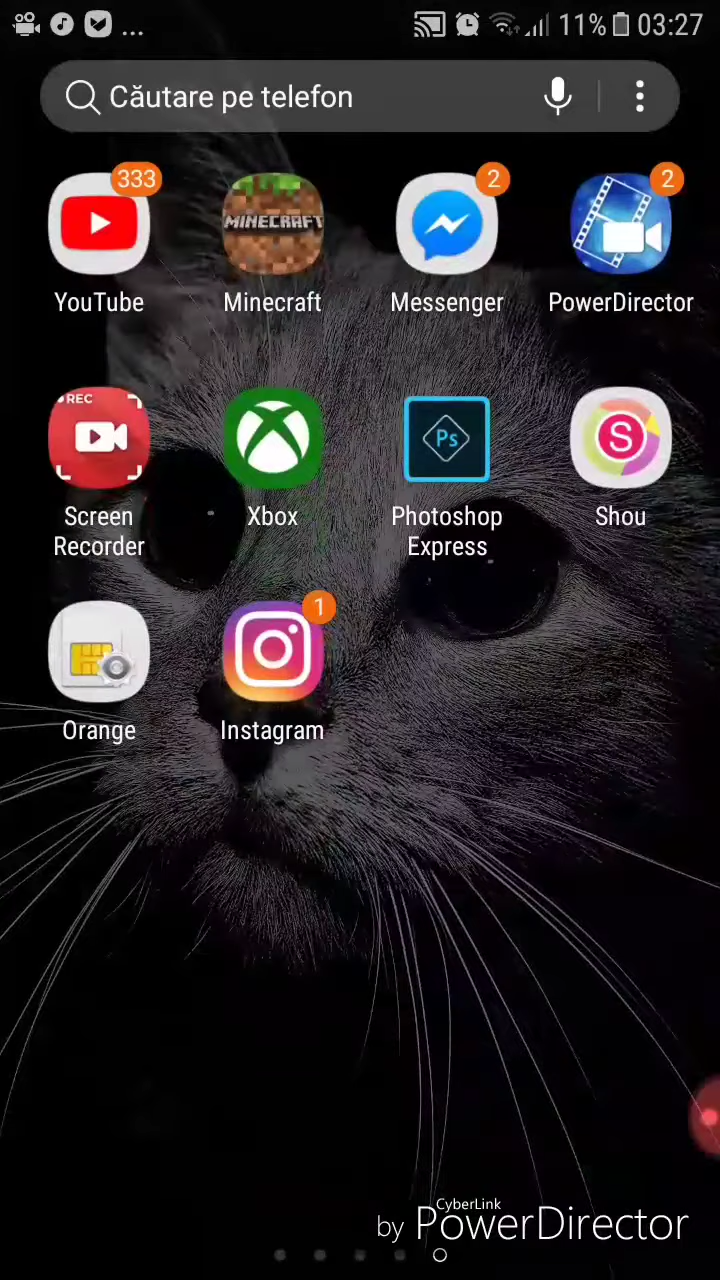 ... 11% 03:27
Căutare pe telefon
333 2 2
MINECRAFT
YouTube Minecraft Messenger PowerDirector
REC
Ps S
Screen Recorder Xbox Photoshop Express Shou
1
Orange Instagram
CyberLink
by PowerDirector